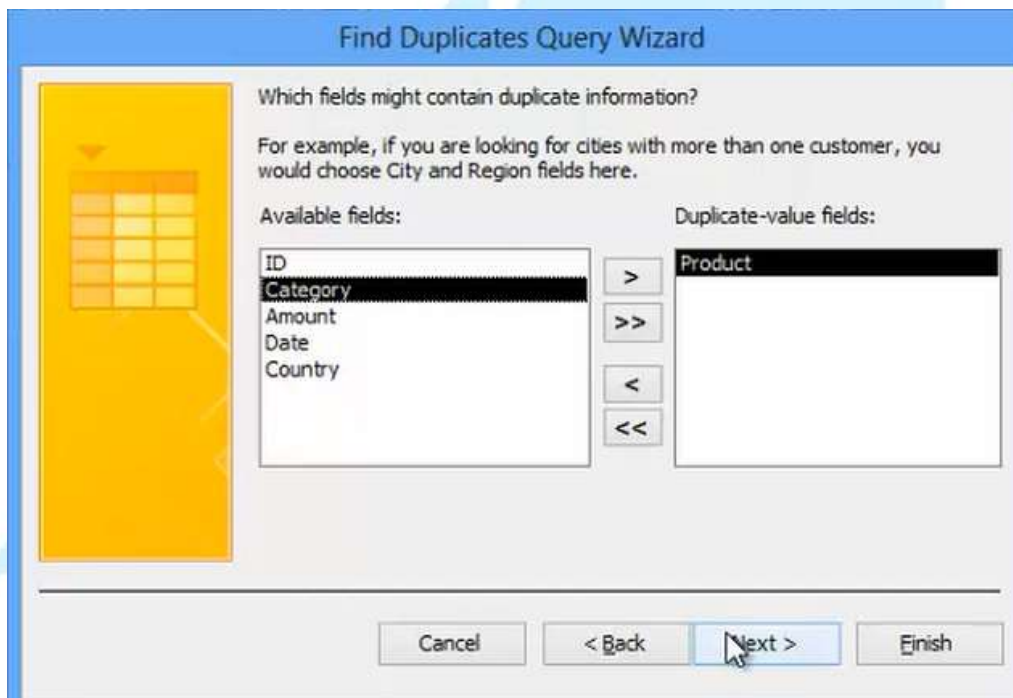 Find Duplicates Query Wizard
Which fields might contain duplicate information?
For example, if you are looking for cities with more than one customer, you
would choose City and Region fields here.
Available fields:
ID
Category
Amount
Date
Country
>
>>
<
<<
Duplicate-value fields:
Product
Cancel
< Back
Next >
Finish